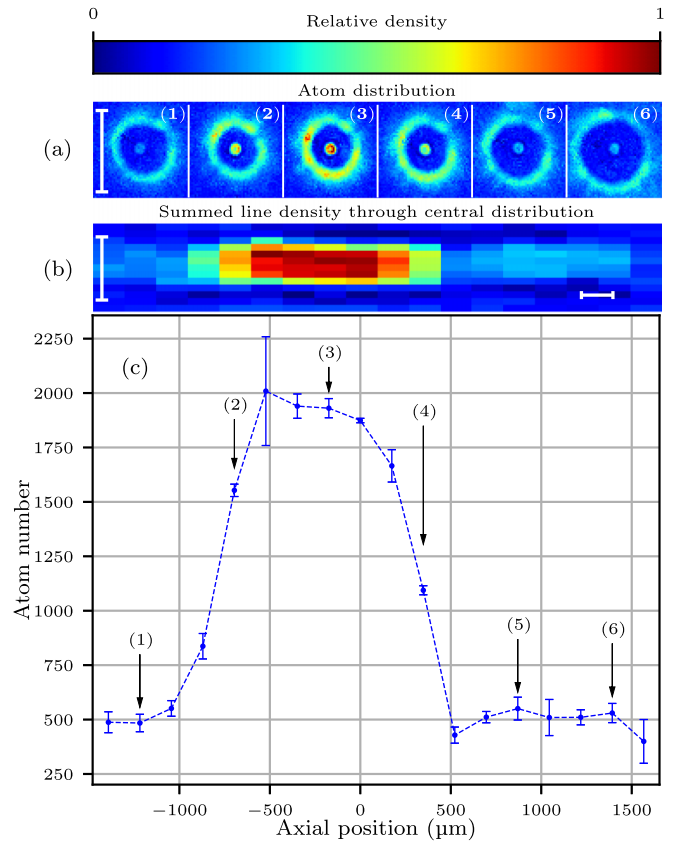 0 1
Relative density
Atom distribution
(a)
(1) (2) (3) (4) (5) (6)
Summed line density through central distribution
(b)
(c)
Atom number
2250
2000
1750
1500
1250
1000
750
500
250
(1)
(2)
(3)
(4)
(5)
(6)
−1000 −500 0 500 1000 1500
Axial position (µm)